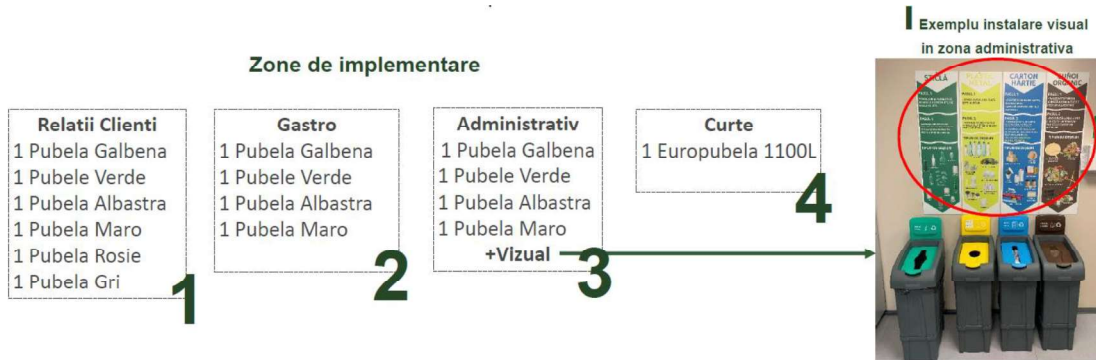 Zone de implementare
Relatii Clienti
1 Pubela Galbena
1 Pubele Verde
1 Pubela Albastra
1 Pubela Maro
1 Pubela Rosie
1 Pubela Gri
1
Gastro
1 Pubela Galbena
1 Pubele Verde
1 Pubela Albastra
1 Pubela Maro
2
Administrativ
1 Pubela Galbena
1 Pubele Verde
1 Pubela Albastra
1 Pubela Maro
+Vizual
3
Curte
1 Europubela 1100L
4
I Exemplu instalare visual
in zona administrativa
STICLA
CARTON
HÂRTIE
ORGANIC